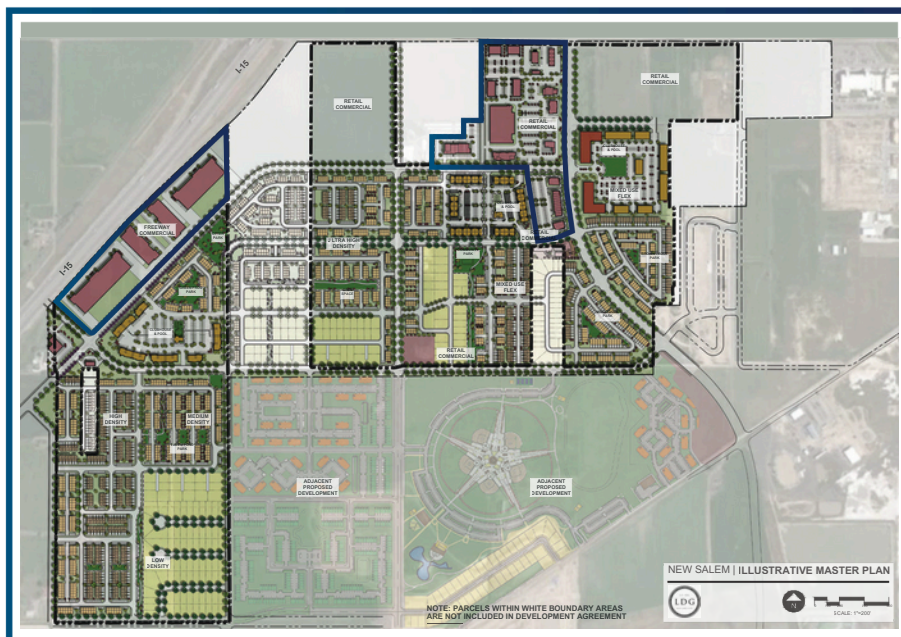 I-15
I-15
RETAIL
COMMERCIAL
RETAIL
COMMERCIAL
RETAIL
COMMERCIAL
& POOL
MIXED USE
FLEX
FREEWAY
COMMERCIAL
PARK
PARK
& POOL
ULTRA HIGH
DENSITY
& POOL
RETAIL
PARK
MIXED USE
FLEX
PARK
PARK
RETAIL
COMMERCIAL
HIGH
DENSITY
MEDIUM
DENSITY
PARK
LOW
DENSITY
ADJACENT
PROPOSED
DEVELOPMENT
ADJACENT
PROPOSED
DEVELOPMENT
NOTE: PARCELS WITHIN WHITE BOUNDARY AREAS
ARE NOT INCLUDED IN DEVELOPMENT AGREEMENT
NEW SALEM | ILLUSTRATIVE MASTER PLAN
LDG
N
SCALE: 1"=200'